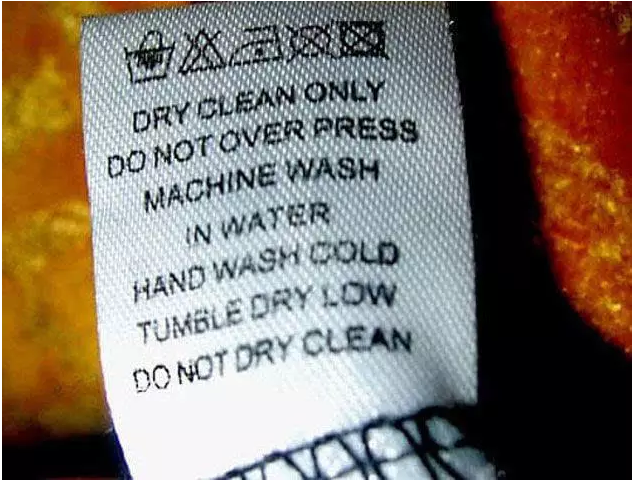 DRY CLEAN ONLY
DO NOT OVER PRESS
MACHINE WASH
IN WATER
HAND WASH COLD
TUMBLE DRY LOW
DO NOT DRY CLEAN